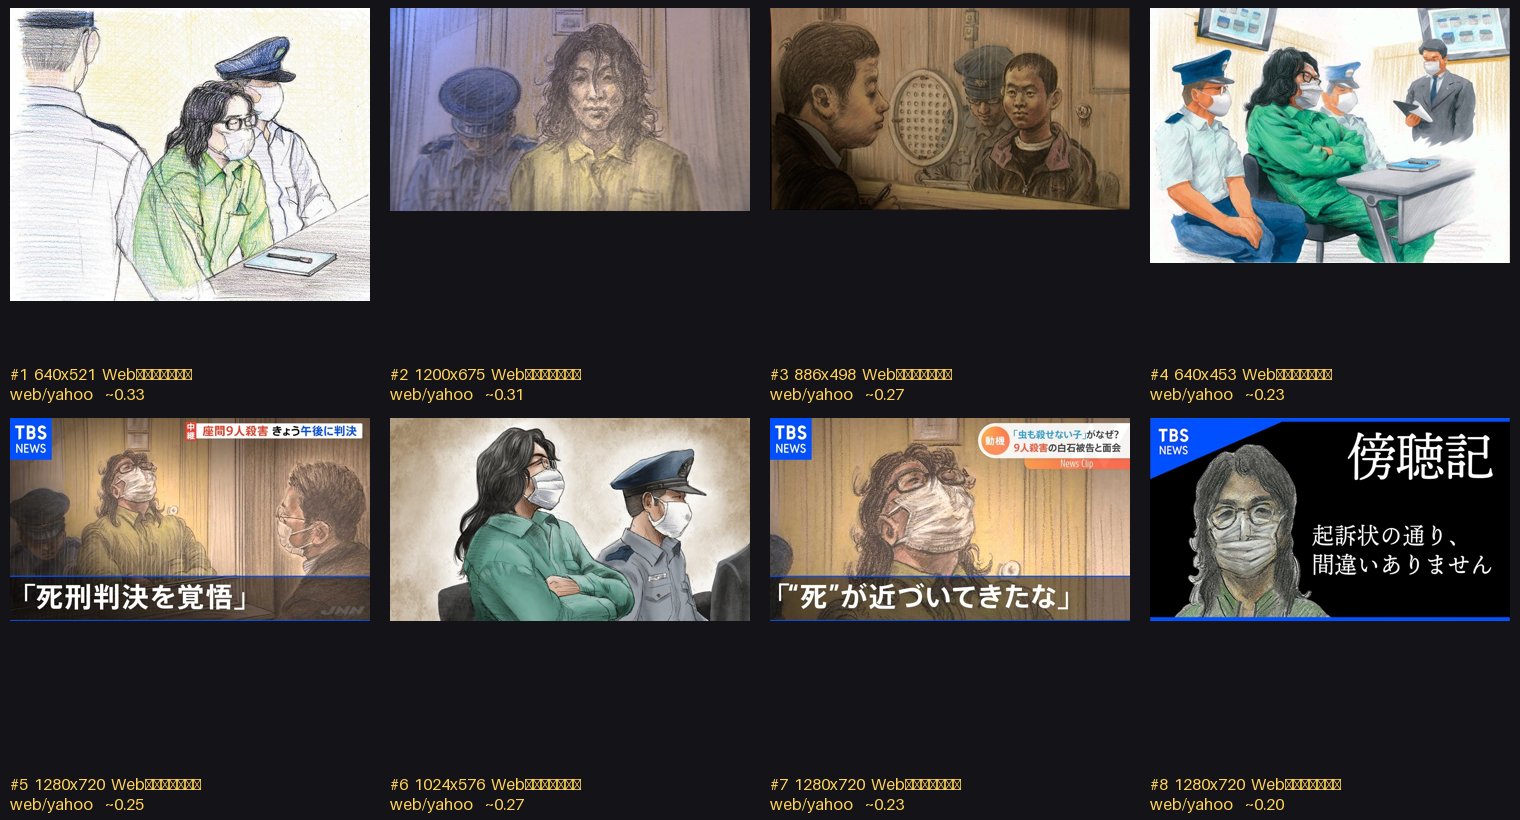 #1 640x521 Web
web/yahoo ~0.33
#2 1200x675 Web
web/yahoo ~0.31
#3 886x498 Web
web/yahoo ~0.27
#4 640x453 Web
web/yahoo ~0.23
TBS
NEWS
中継
座間9人殺害 きょう午後に判決
「死刑判決を覚悟」
JNN
TBS
NEWS
動機
「虫も殺せない子」がなぜ?
9人殺害の白石被告と面会
News Clip
「“死”が近づいてきたな」
TBS
NEWS
傍聴記
起訴状の通り、
間違いありません
#5 1280x720 Web
web/yahoo ~0.25
#6 1024x576 Web
web/yahoo ~0.27
#7 1280x720 Web
web/yahoo ~0.23
#8 1280x720 Web
web/yahoo ~0.20